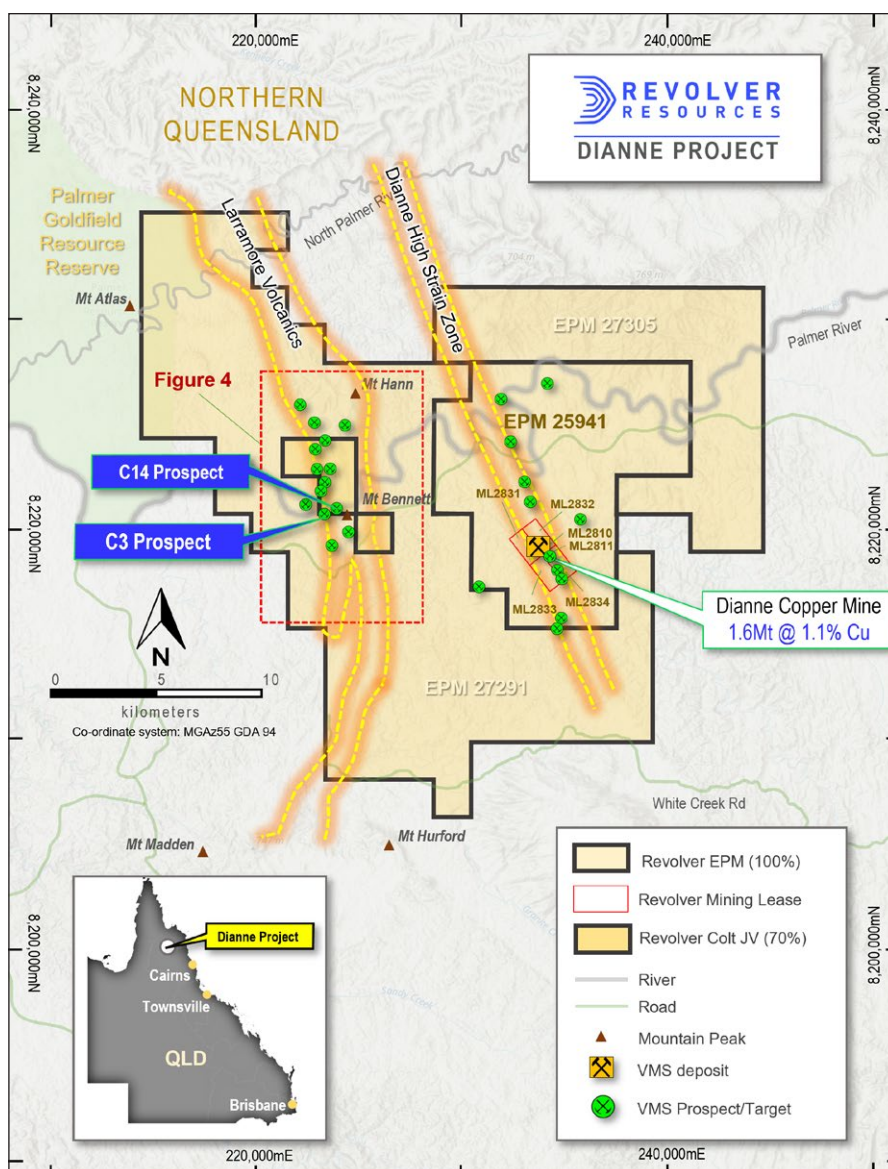 220,000mE
240,000mE
8,240,000mN
8,240,000mN
NORTHERN
QUEENSLAND
REVOLVER
RESOURCES
DIANNE PROJECT
Palmer
Goldfield
Resource
Reserve
Larramore Volcanics
North Palmer River
Dianne High Strain Zone
704 m
769 m
Mt Atlas
EPM 27305
Palmer River
Figure 4
Mt Hann
EPM 25941
C14 Prospect
Mt Bennett
ML2831
ML2832
8,220,000mN
8,220,000mN
C3 Prospect
ML2810
ML2811
ML2833
ML2834
Dianne Copper Mine
1.6Mt @ 1.1% Cu
N
0 5 10
kilometers
Co-ordinate system: MGAz55 GDA 94
EPM 27291
White Creek Rd
Mt Madden
Mt Hurford
Revolver EPM (100%)
Revolver Mining Lease
Revolver Colt JV (70%)
River
Road
Mountain Peak
VMS deposit
VMS Prospect/Target
Dianne Project
Cairns
Townsville
QLD
Brisbane
8,200,000mN
8,200,000mN
220,000mE
240,000mE